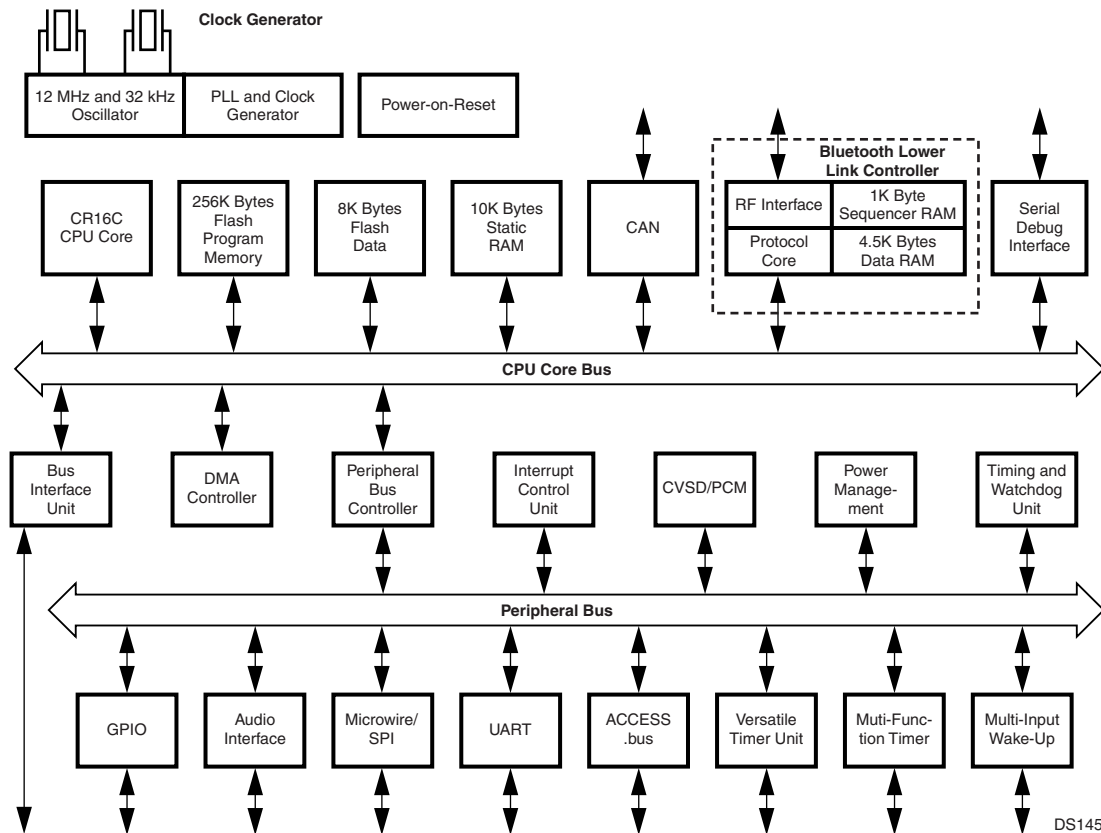 Clock Generator
12 MHz and 32 kHz
Oscillator
PLL and Clock
Generator
Power-on-Reset
Bluetooth Lower
Link Controller
CR16C
CPU Core
256K Bytes
Flash
Program
Memory
8K Bytes
Flash
Data
10K Bytes
Static
RAM
CAN
RF Interface
1K Byte
Sequencer RAM
Protocol
Core
4.5K Bytes
Data RAM
Serial
Debug
Interface
CPU Core Bus
Bus
Interface
Unit
DMA
Controller
Peripheral
Bus
Controller
Interrupt
Control
Unit
CVSD/PCM
Power
Manage-
ment
Timing and
Watchdog
Unit
Peripheral Bus
GPIO
Audio
Interface
Microwire/
SPI
UART
ACCESS
.bus
Versatile
Timer Unit
Muti-Func-
tion Timer
Multi-Input
Wake-Up
DS145